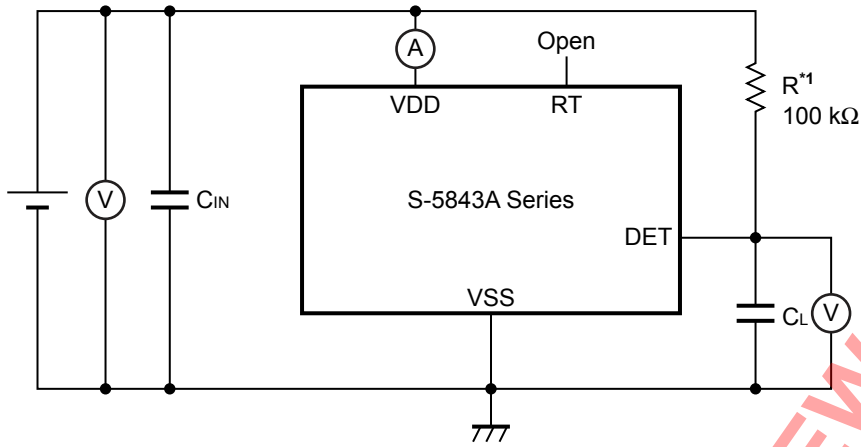 A
Open
VDD
RT
R*1
100 kΩ
V
CIN
S-5843A Series
DET
VSS
CL
V